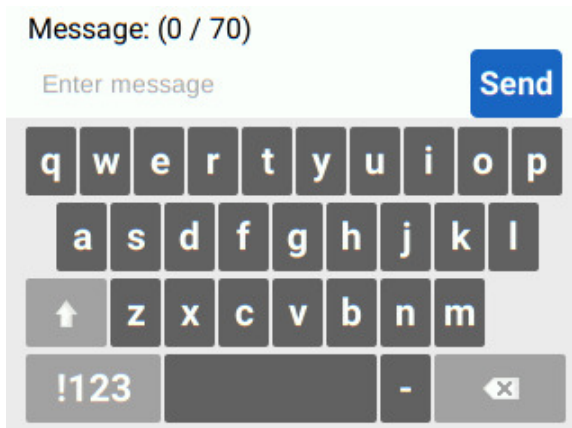 Message: (0 / 70)
Enter message Send
q w e r t y u i o p
a s d f g h j k l
z x c v b n m
!123 -